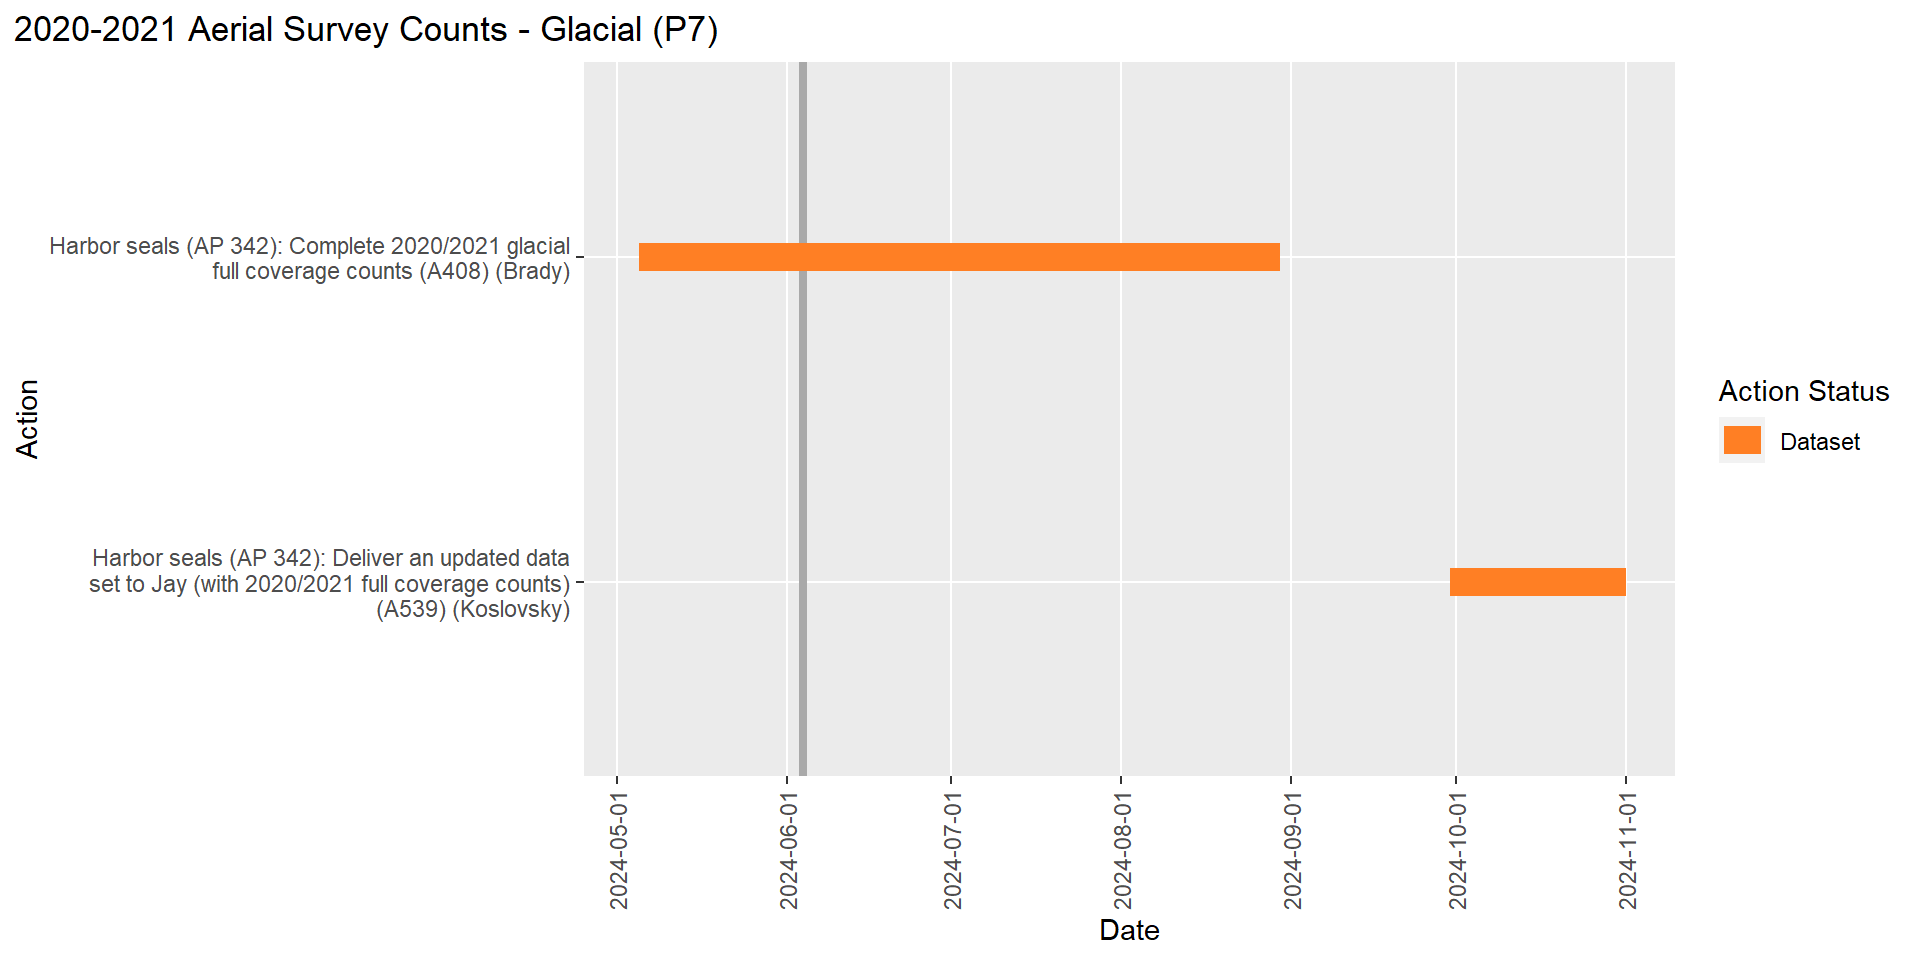 2020-2021 Aerial Survey Counts - Glacial (P7)
Action
Harbor seals (AP 342): Complete 2020/2021 glacial
full coverage counts (A408) (Brady)
Harbor seals (AP 342): Deliver an updated data
set to Jay (with 2020/2021 full coverage counts)
(A539) (Koslovsky)
2024-05-01
2024-06-01
2024-07-01
2024-08-01
2024-09-01
2024-10-01
2024-11-01
Date
Action Status
Dataset